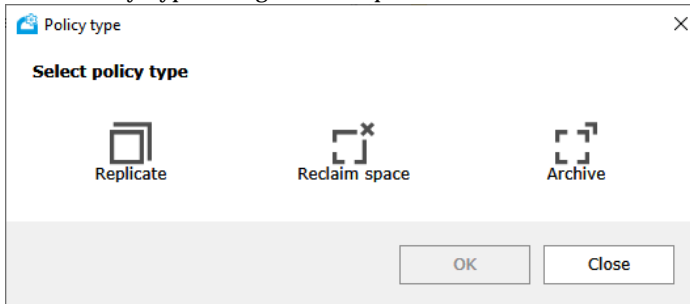 Policy type
Select policy type
Replicate
Reclaim space
Archive
OK
Close